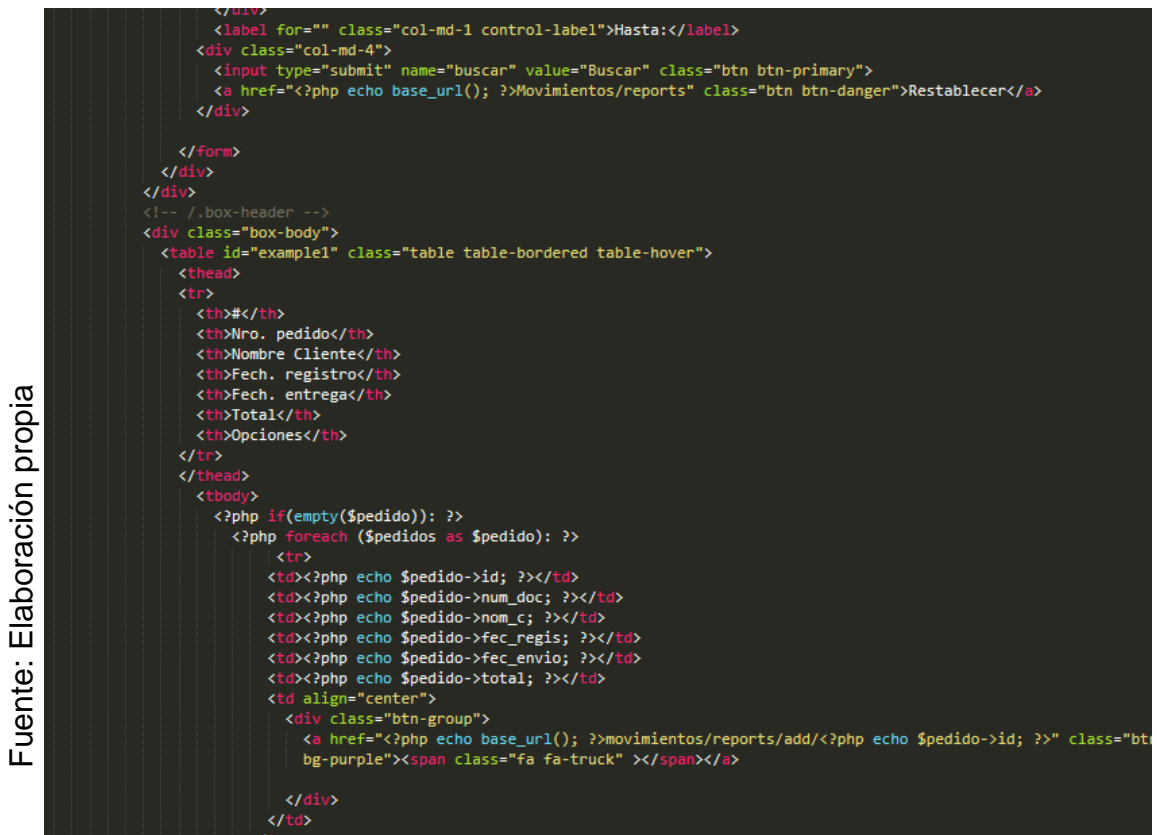 </div>
<label for="" class="col-md-1 control-label">Hasta:</label>
<div class="col-md-4">
<input type="submit" name="buscar" value="Buscar" class="btn btn-primary">
<a href="<?php echo base_url(); ?>Movimientos/reports" class="btn btn-danger">Restablecer</a>
</div>
</form>
</div>
</div>
<!-- /.box-header -->
<div class="box-body">
<table id="example1" class="table table-bordered table-hover">
<thead>
<tr>
<th>#</th>
<th>Nro. pedido</th>
<th>Nombre Cliente</th>
<th>Fech. registro</th>
<th>Fech. entrega</th>
<th>Total</th>
<th>Opciones</th>
</tr>
</thead>
<tbody>
<?php if(empty($pedido)): ?>
<?php foreach ($pedidos as $pedido): ?>
<tr>
<td><?php echo $pedido->id; ?></td>
<td><?php echo $pedido->num_doc; ?></td>
<td><?php echo $pedido->nom_c; ?></td>
<td><?php echo $pedido->fec_regis; ?></td>
<td><?php echo $pedido->fec_envio; ?></td>
<td><?php echo $pedido->total; ?></td>
<td align="center">
<div class="btn-group">
<a href="<?php echo base_url(); ?>movimientos/reports/add/<?php echo $pedido->id; ?>" class="btn
bg-purple"><span class="fa fa-truck" ></span></a>
</div>
</td>
Fuente: Elaboración propia